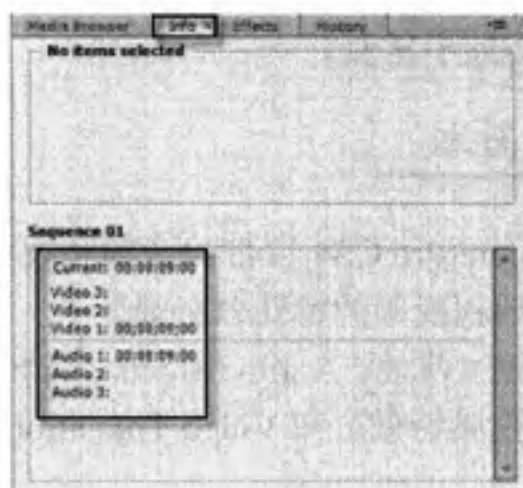 Media Browser Info × Effects History
No items selected
Sequence 01
Current: 00:00:09:00
Video 3:
Video 2:
Video 1: 00;00;09;00
Audio 1: 00:00:09:00
Audio 2:
Audio 3: